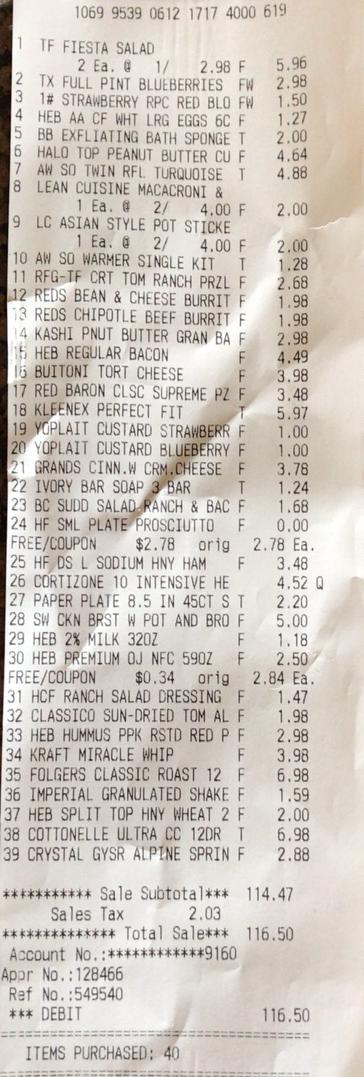 1069 9539 0612 1717 4000 619
1 TF FIESTA SALAD
2 Ea. @ 1/ 2.98 F 5.96
2 TX FULL PINT BLUEBERRIES FW 2.98
3 1# STRAWBERRY RPC RED BLO FW 1.50
4 HEB AA CF WHT LRG EGGS 6C F 1.27
5 BB EXFLIATING BATH SPONGE T 2.00
6 HALO TOP PEANUT BUTTER CU F 4.64
7 AW SO TWIN RFL TURQUOISE T 4.88
8 LEAN CUISINE MACACRONI &
1 Ea. @ 2/ 4.00 F 2.00
9 LC ASIAN STYLE POT STICKE
1 Ea. @ 2/ 4.00 F 2.00
10 AW SO WARMER SINGLE KIT T 1.28
11 RFG-TF CRT TOM RANCH PRZL F 2.68
12 REDS BEAN & CHEESE BURRIT F 1.98
13 REDS CHIPOTLE BEEF BURRIT F 1.98
14 KASHI PNUT BUTTER GRAN BA F 2.98
15 HEB REGULAR BACON F 4.49
16 BUITONI TORT CHEESE F 3.98
17 RED BARON CLSC SUPREME PZ F 3.48
18 KLEENEX PERFECT FIT T 5.97
19 YOPLAIT CUSTARD STRAWBERR F 1.00
20 YOPLAIT CUSTARD BLUEBERRY F 1.00
21 GRANDS CINN.W CRM.CHEESE F 3.78
22 IVORY BAR SOAP 3 BAR T 1.24
23 BC SUDD SALAD RANCH & BAC F 1.68
24 HF SML PLATE PROSCIUTTO F 0.00
FREE/COUPON $2.78 orig 2.78 Ea.
25 HF DS L SODIUM HNY HAM F 3.48
26 CORTIZONE 10 INTENSIVE HE 4.52 Q
27 PAPER PLATE 8.5 IN 45CT S T 2.20
28 SW CKN BRST W POT AND BRO F 5.00
29 HEB 2% MILK 32OZ F 1.18
30 HEB PREMIUM OJ NFC 59OZ F 2.50
FREE/COUPON $0.34 orig 2.84 Ea.
31 HCF RANCH SALAD DRESSING F 1.47
32 CLASSICO SUN-DRIED TOM AL F 1.98
33 HEB HUMMUS PPK RSTD RED P F 2.98
34 KRAFT MIRACLE WHIP F 3.98
35 FOLGERS CLASSIC ROAST 12 F 6.98
36 IMPERIAL GRANULATED SHAKE F 1.59
37 HEB SPLIT TOP HNY WHEAT 2 F 2.00
38 COTTONELLE ULTRA CC 12DR T 6.98
39 CRYSTAL GYSR ALPINE SPRIN F 2.88
*********** Sale Subtotal*** 114.47
Sales Tax 2.03
************** Total Sale*** 116.50
Account No.:************9160
Appr No.:128466
Ref No.:549540
*** DEBIT 116.50
ITEMS PURCHASED: 40